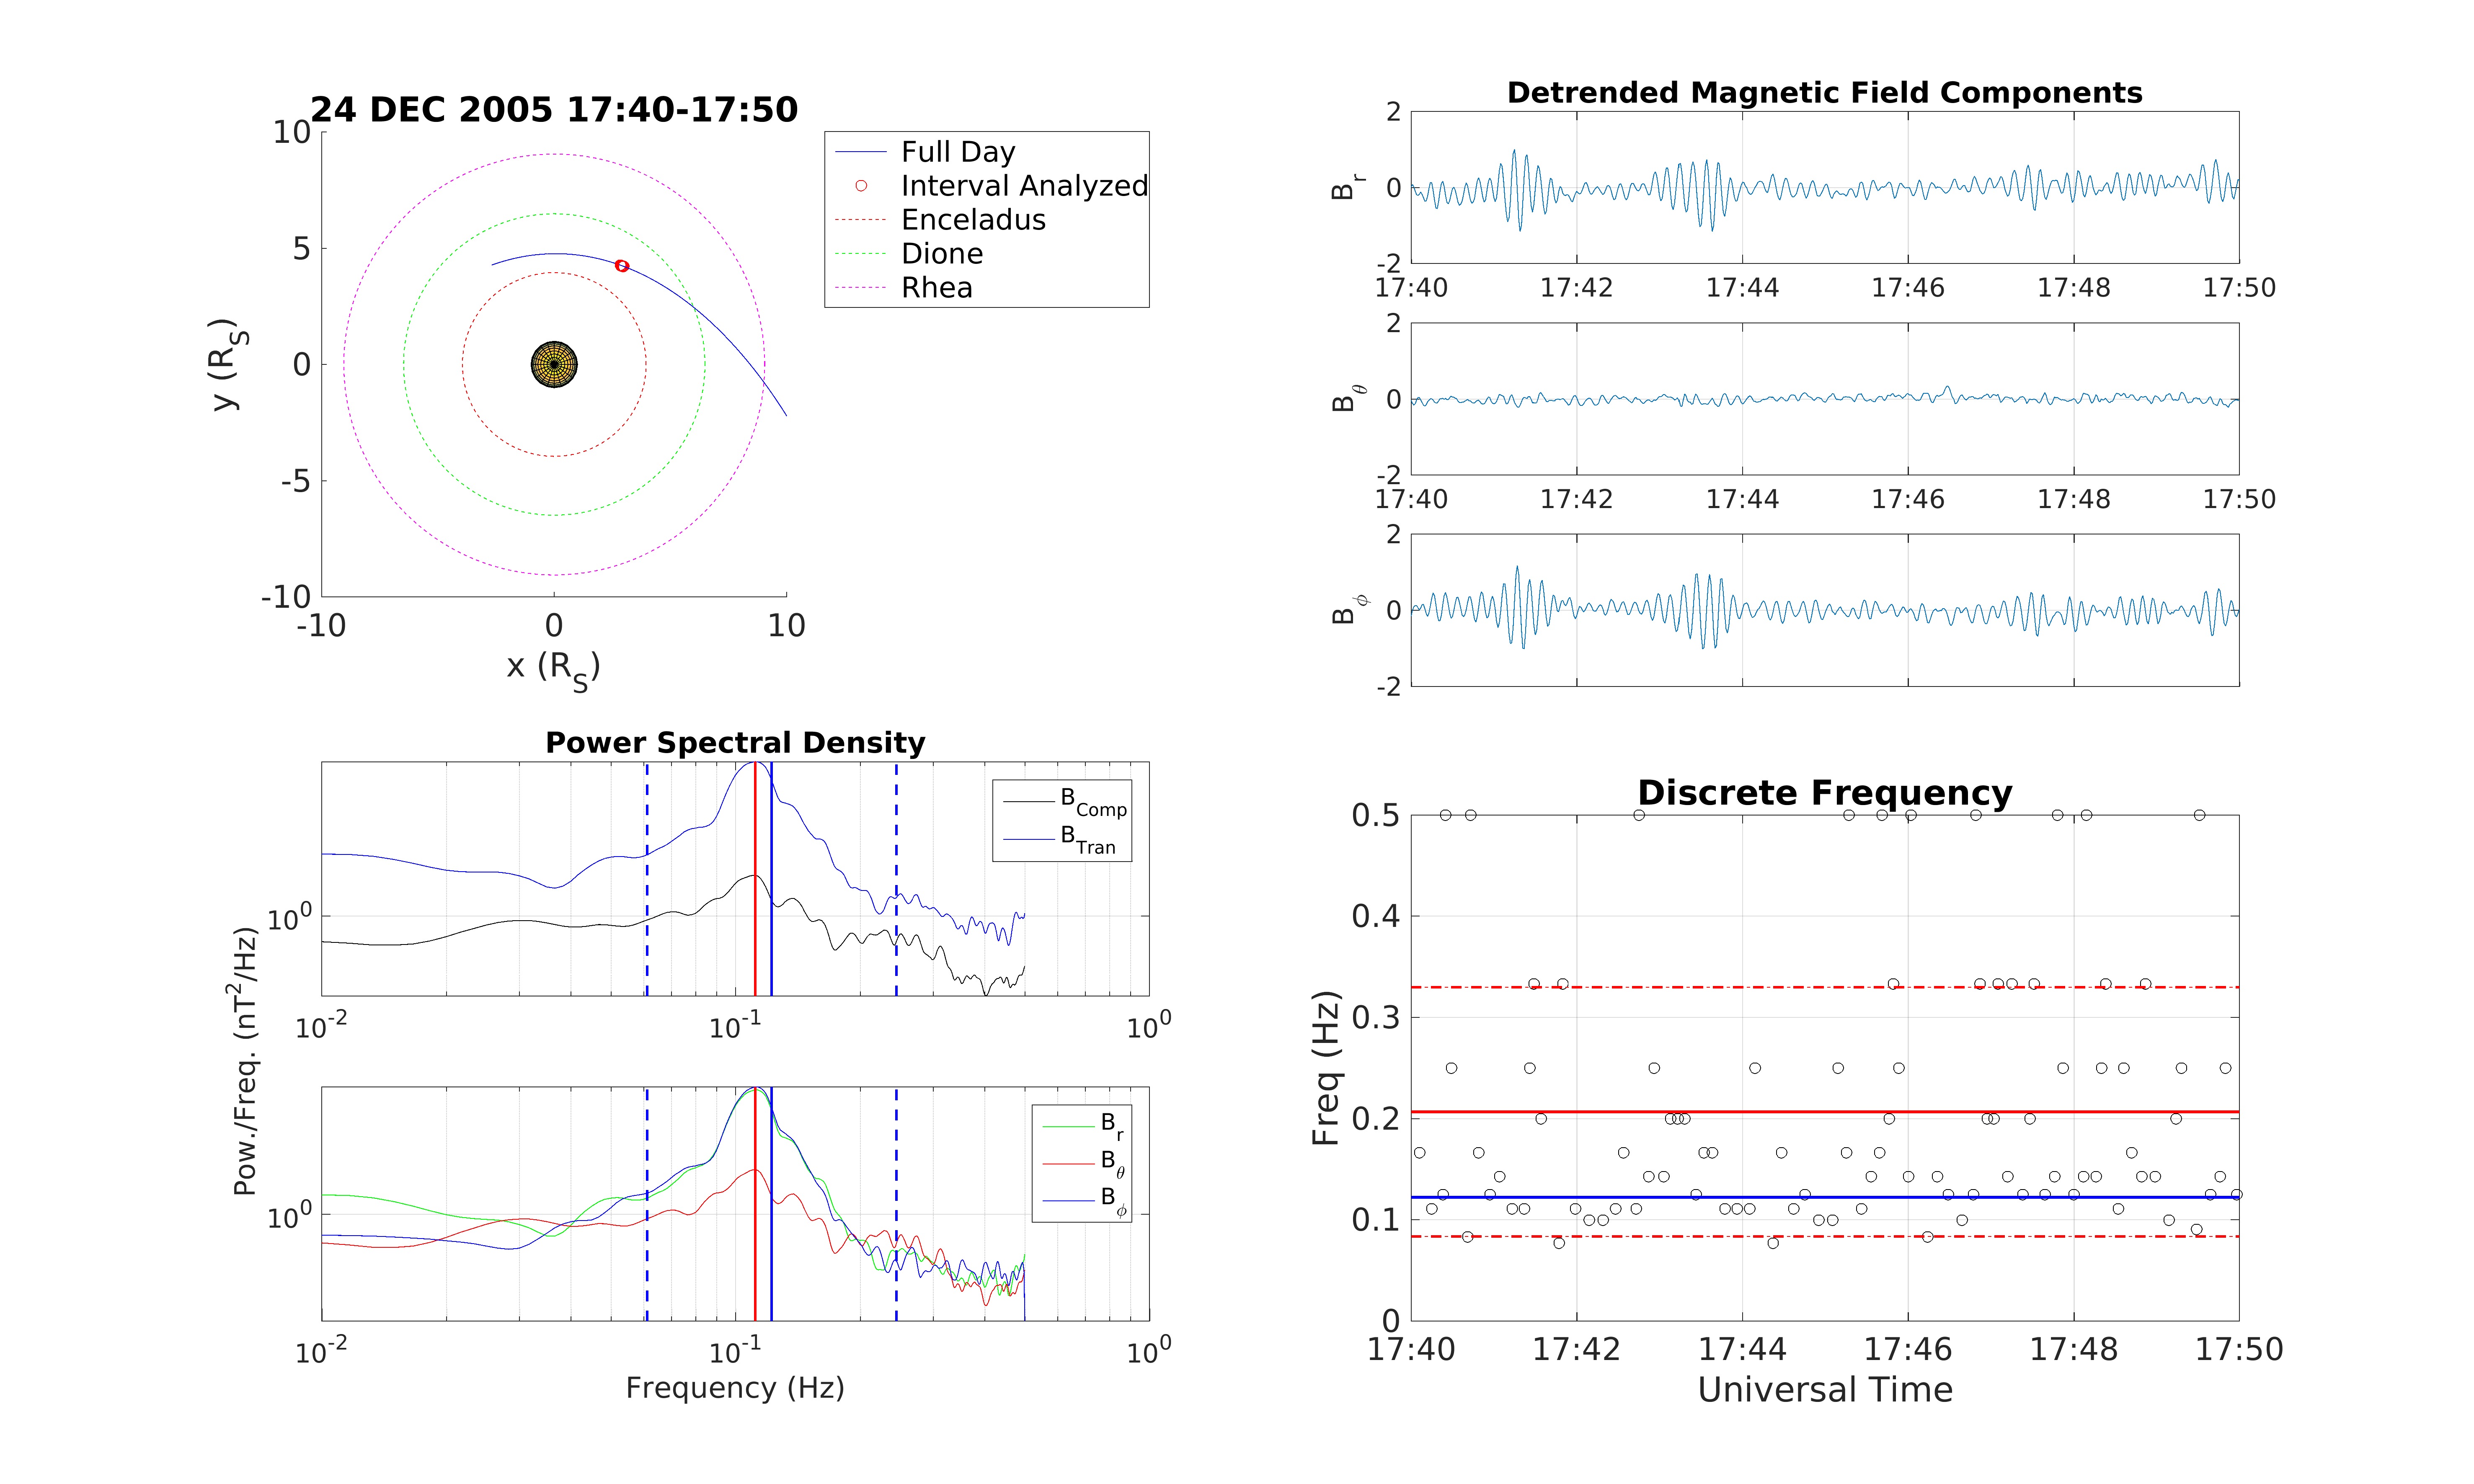 24 DEC 2005 17:40-17:50
10
5
0
-5
-10
-10 0 10
y (R_S)
x (R_S)
Full Day
Interval Analyzed
Enceladus
Dione
Rhea
Detrended Magnetic Field Components
2
0
-2
B_r
17:40 17:42 17:44 17:46 17:48 17:50
2
0
-2
B_θ
17:40 17:42 17:44 17:46 17:48 17:50
2
0
-2
B_ϕ
Power Spectral Density
B_Comp
B_Tran
10^0
10^-2 10^-1 10^0
Pow./Freq. (nT^2/Hz)
B_r
B_θ
B_ϕ
10^0
10^-2 10^-1 10^0
Frequency (Hz)
Discrete Frequency
0.5
0.4
0.3
0.2
0.1
0
Freq (Hz)
17:40 17:42 17:44 17:46 17:48 17:50
Universal Time